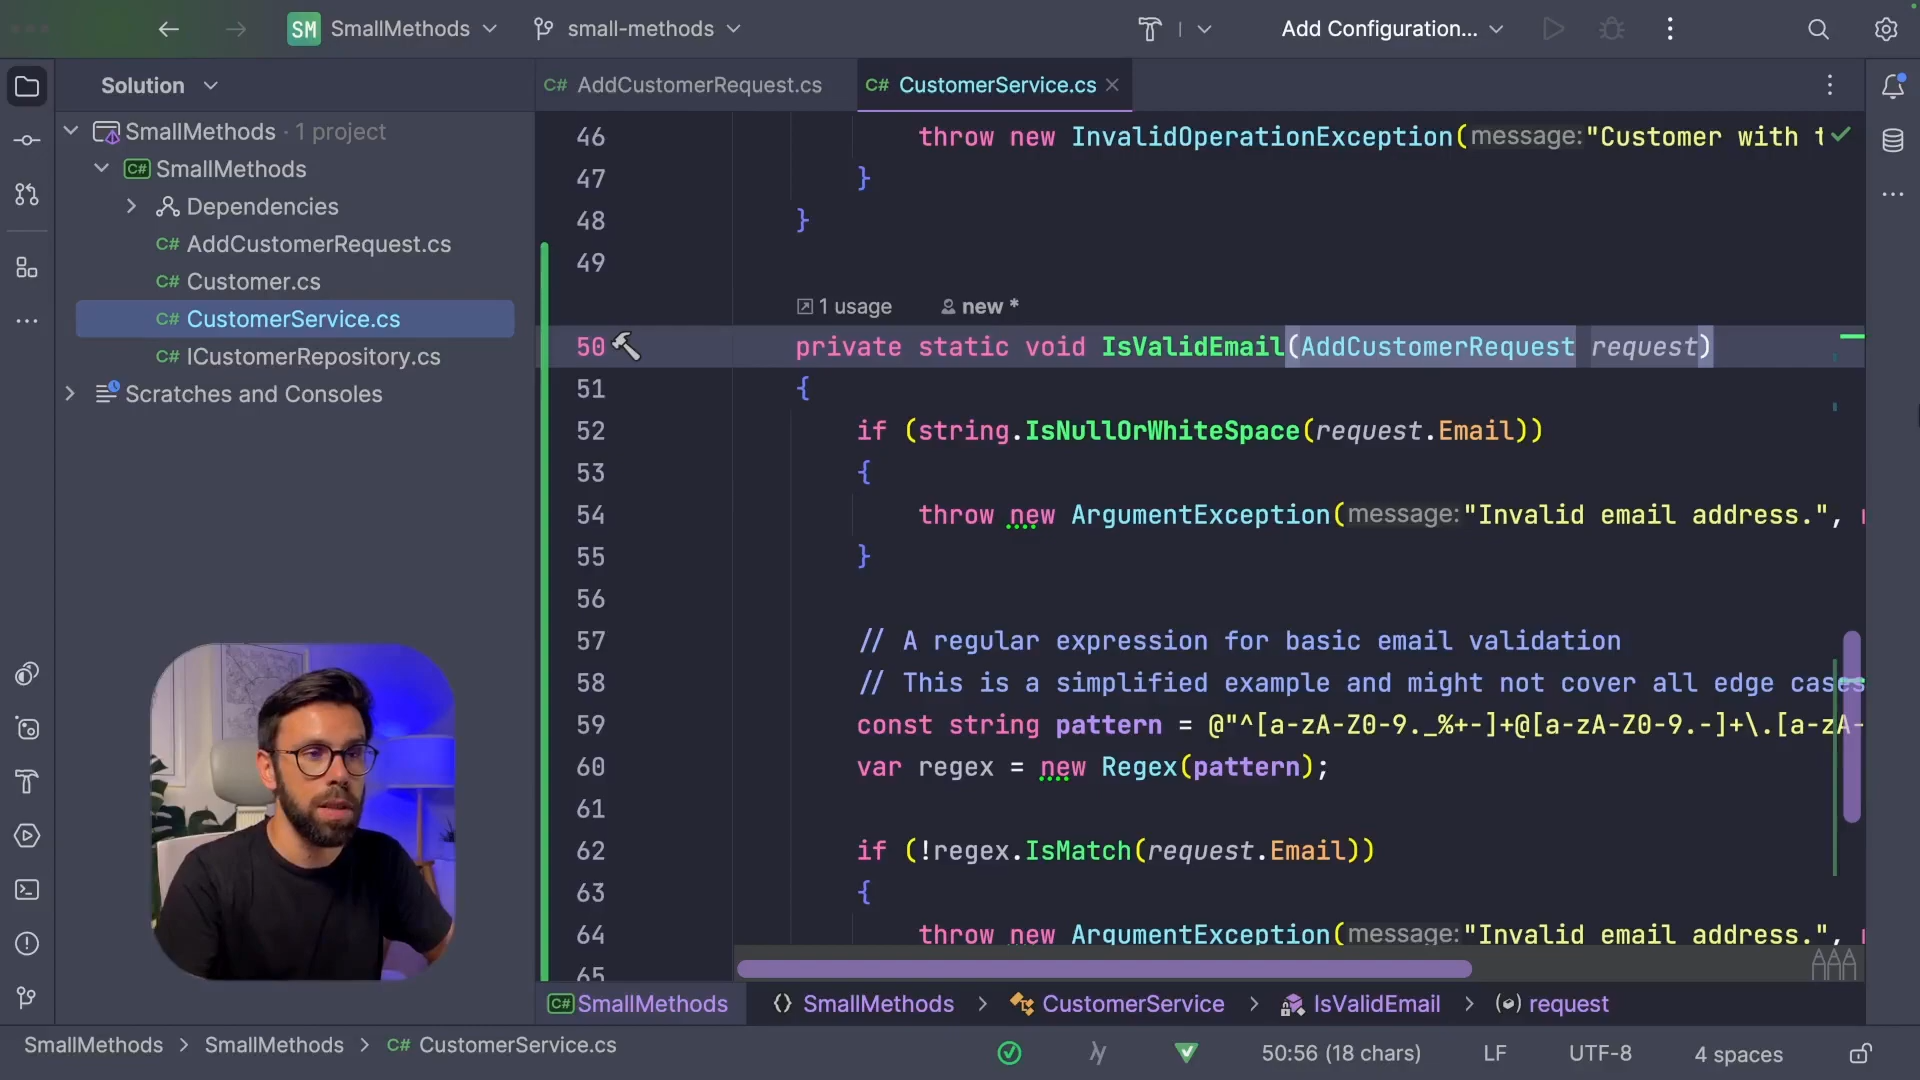 SM SmallMethods small-methods Add Configuration...
Solution
C# AddCustomerRequest.cs C# CustomerService.cs
SmallMethods · 1 project
C# SmallMethods
Dependencies
C# AddCustomerRequest.cs
C# Customer.cs
C# CustomerService.cs
C# ICustomerRepository.cs
Scratches and Consoles
46 throw new InvalidOperationException(message:"Customer with t
47 }
48 }
49
1 usage new *
50 private static void IsValidEmail(AddCustomerRequest request)
51 {
52 if (string.IsNullOrWhiteSpace(request.Email))
53 {
54 throw new ArgumentException(message:"Invalid email address.",
55 }
56
57 // A regular expression for basic email validation
58 // This is a simplified example and might not cover all edge cases
59 const string pattern = @"^[a-zA-Z0-9._%+-]+@[a-zA-Z0-9.-]+\.[a-zA-
60 var regex = new Regex(pattern);
61
62 if (!regex.IsMatch(request.Email))
63 {
64 throw new ArgumentException(message:"Invalid email address.",
65
C# SmallMethods {} SmallMethods > CustomerService > IsValidEmail > request
SmallMethods > SmallMethods > C# CustomerService.cs 50:56 (18 chars) LF UTF-8 4 spaces